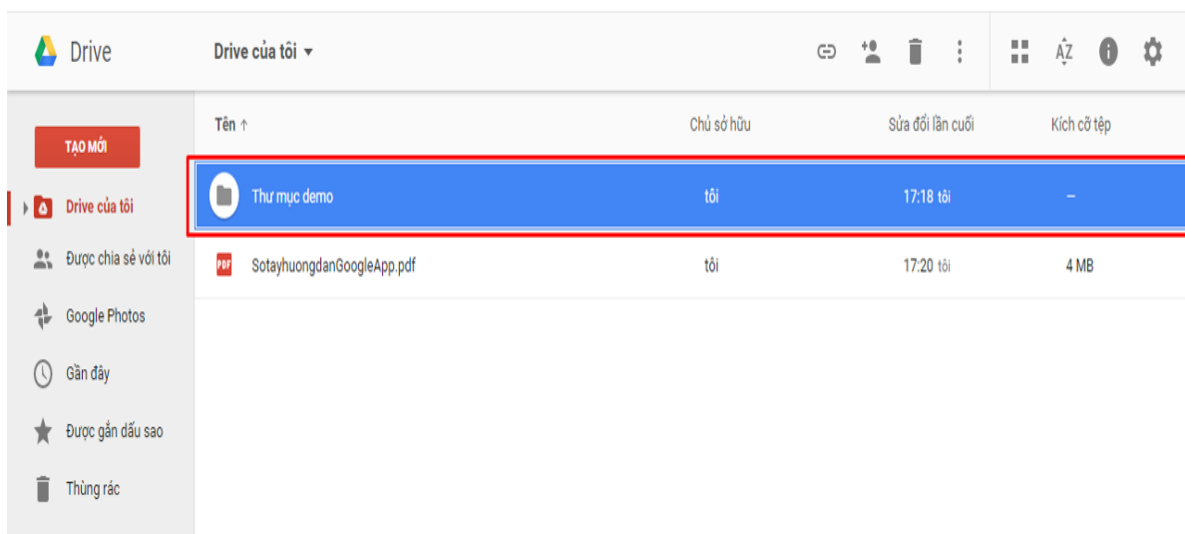 Drive
Drive của tôi
AZ
Tên Chủ sở hữu Sửa đổi lần cuối Kích cỡ tệp
TẠO MỚI
Thư mục demo tôi 17:18 tôi –
Drive của tôi
Được chia sẻ với tôi
PDF SotayhuongdanGoogleApp.pdf tôi 17:20 tôi 4 MB
Google Photos
Gần đây
Được gắn dấu sao
Thùng rác